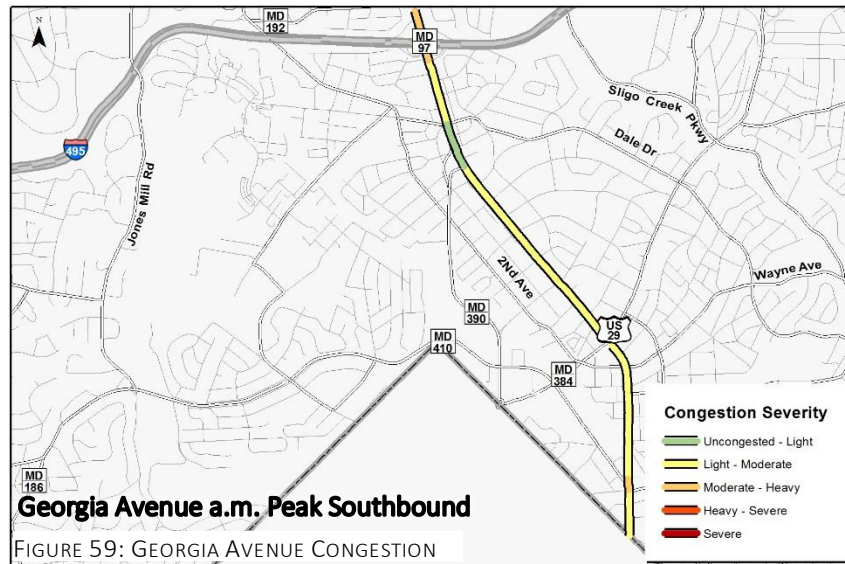 N
MD
192
MD
97
Sligo Creek Pkwy
Dale Dr
495
Jones Mill Rd
2Nd Ave
Wayne Ave
MD
390
US
29
MD
410
MD
384
MD
186
Congestion Severity
Uncongested - Light
Light - Moderate
Moderate - Heavy
Heavy - Severe
Severe
Georgia Avenue a.m. Peak Southbound
FIGURE 59: GEORGIA AVENUE CONGESTION